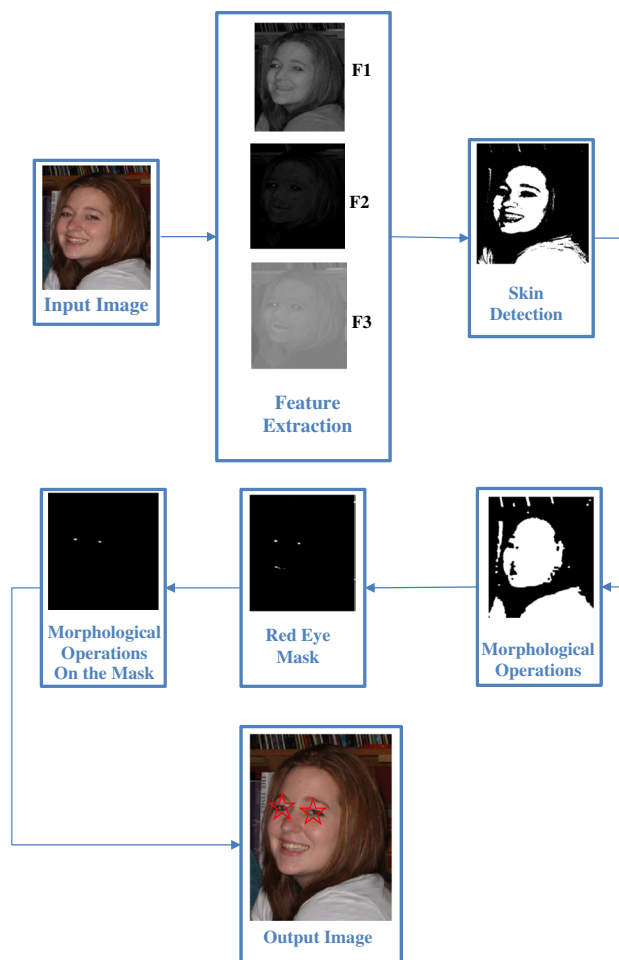 Input Image
F1
F2
F3
Feature
Extraction
Skin
Detection
Morphological
Operations
Red Eye
Mask
Morphological
Operations
On the Mask
Output Image